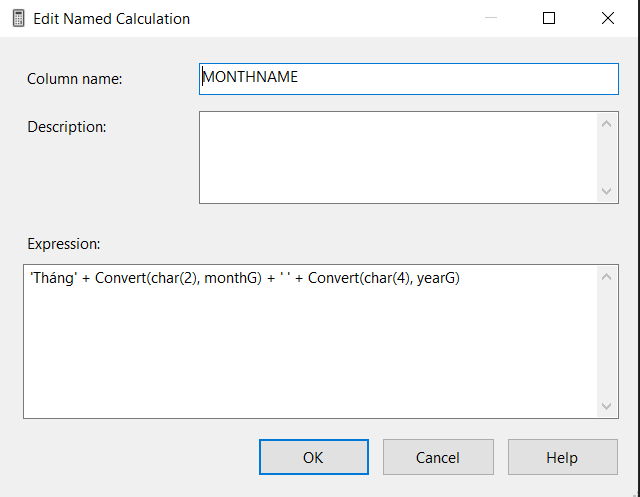 Edit Named Calculation
Column name:
MONTHNAME
Description:
Expression:
'Tháng' + Convert(char(2), monthG) + ' ' + Convert(char(4), yearG)
OK
Cancel
Help